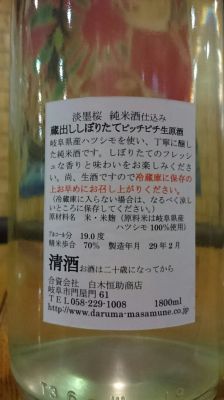 淡墨桜 純米酒仕込み
蔵出ししぼりたてピッチピチ生原酒
岐阜県産ハツシモを使い、丁寧に醸し
た純米酒です。しぼりたてのフレッシ
ュな香りと味わいをお楽しみくださ
い。尚、生酒ですので冷蔵庫に保存の
上お早めにお召し上がりください。
（冷蔵庫に入らない場合は、なるべく涼し
いところに保存してください。）
原材料名 米・米麹（原料米は岐阜県産
ハツシモ100%使用）
アルコール分 19.0度
精米歩合 70% 製造年月 29年2月
清酒 お酒は二十歳になってから
合資会社 白木恒助商店
岐阜市門屋門61
TEL058-229-1008 1800ml
http://www.daruma-masamune.co.jp